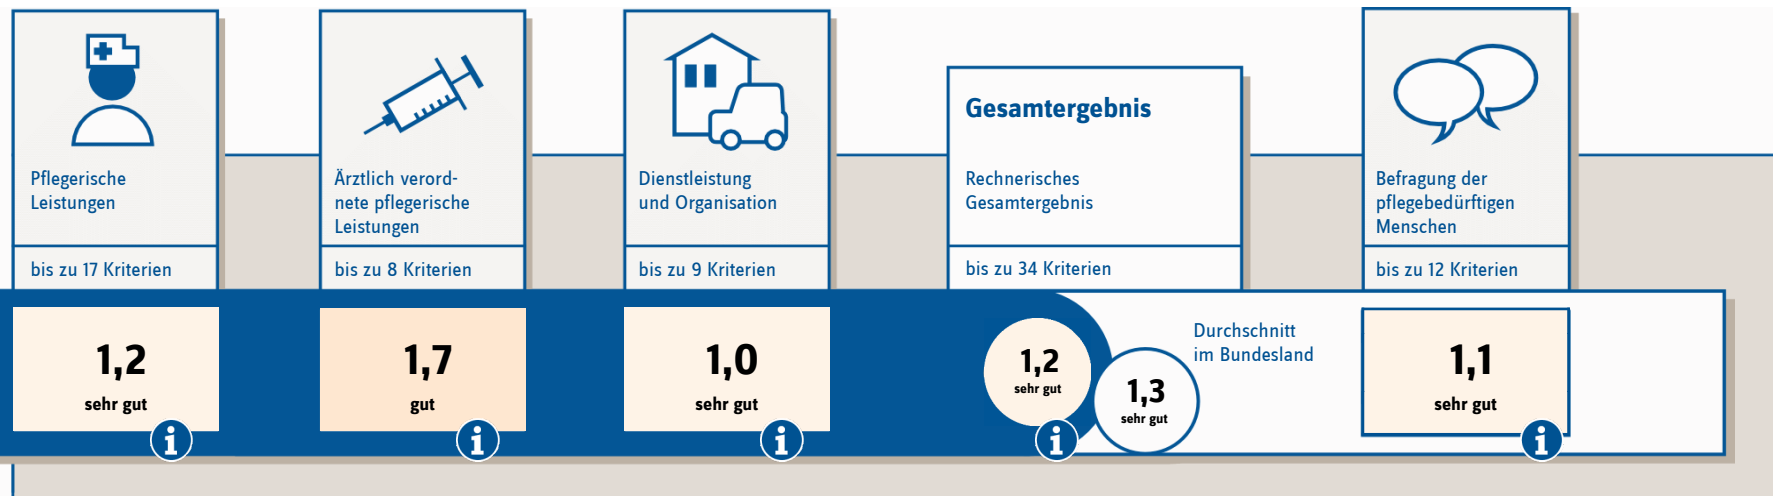 Pflegerische
Leistungen
bis zu 17 Kriterien
1,2
sehr gut
i
Ärztlich verord-
nete pflegerische
Leistungen
bis zu 8 Kriterien
1,7
gut
i
Dienstleistung
und Organisation
bis zu 9 Kriterien
1,0
sehr gut
i
Gesamtergebnis
Rechnerisches
Gesamtergebnis
bis zu 34 Kriterien
1,2
sehr gut
i
1,3
sehr gut
Durchschnitt
im Bundesland
Befragung der
pflegebedürftigen
Menschen
bis zu 12 Kriterien
1,1
sehr gut
i